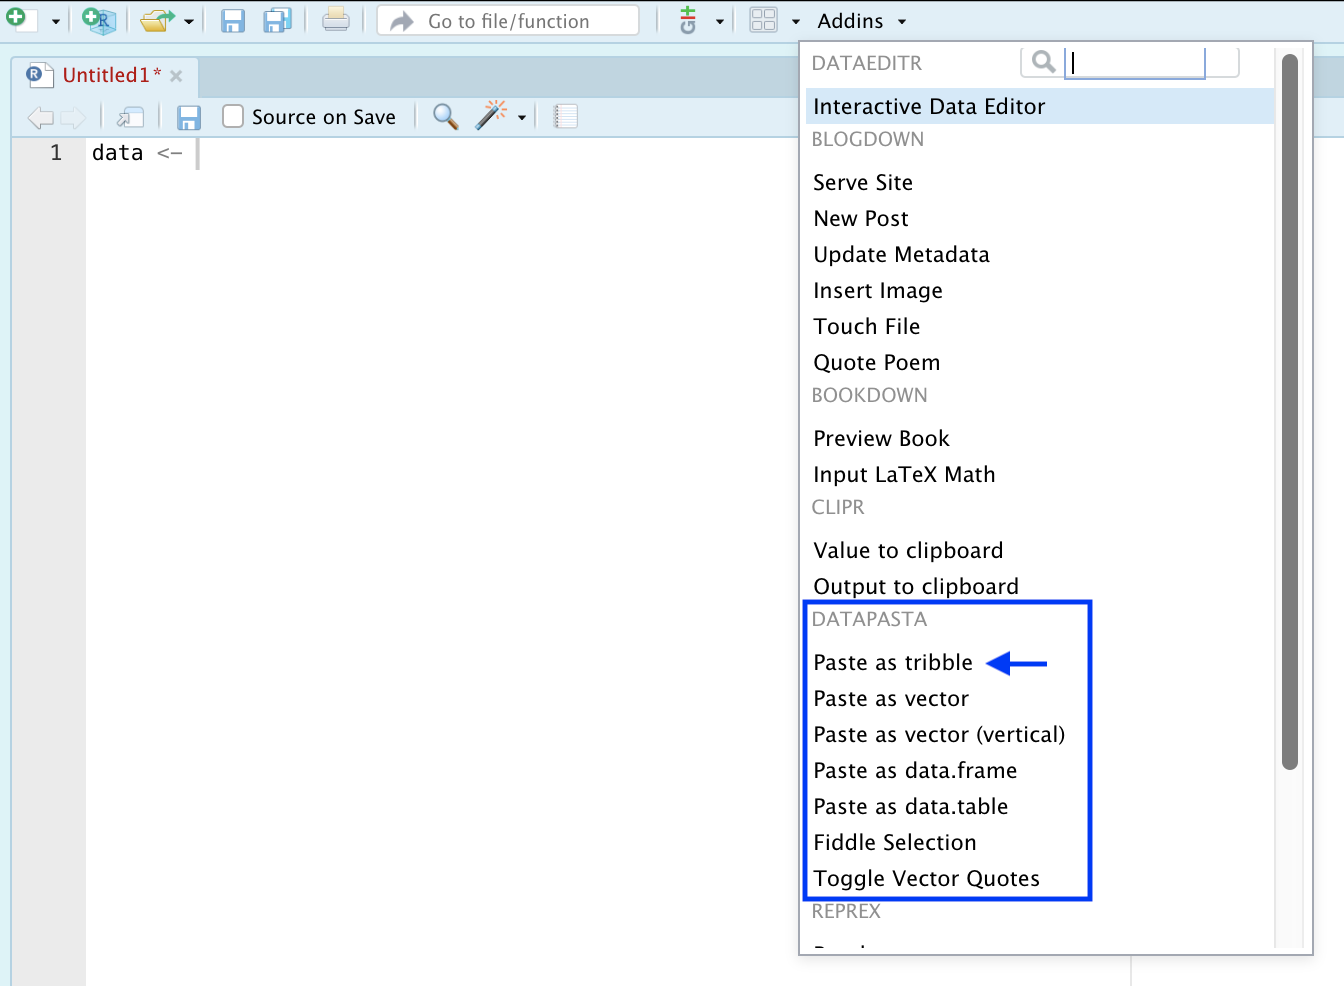 Go to file/function
Addins
Untitled1*
Source on Save
1 data <-
DATAEDITR
Interactive Data Editor
BLOGDOWN
Serve Site
New Post
Update Metadata
Insert Image
Touch File
Quote Poem
BOOKDOWN
Preview Book
Input LaTeX Math
CLIPR
Value to clipboard
Output to clipboard
DATAPASTA
Paste as tribble
Paste as vector
Paste as vector (vertical)
Paste as data.frame
Paste as data.table
Fiddle Selection
Toggle Vector Quotes
REPREX